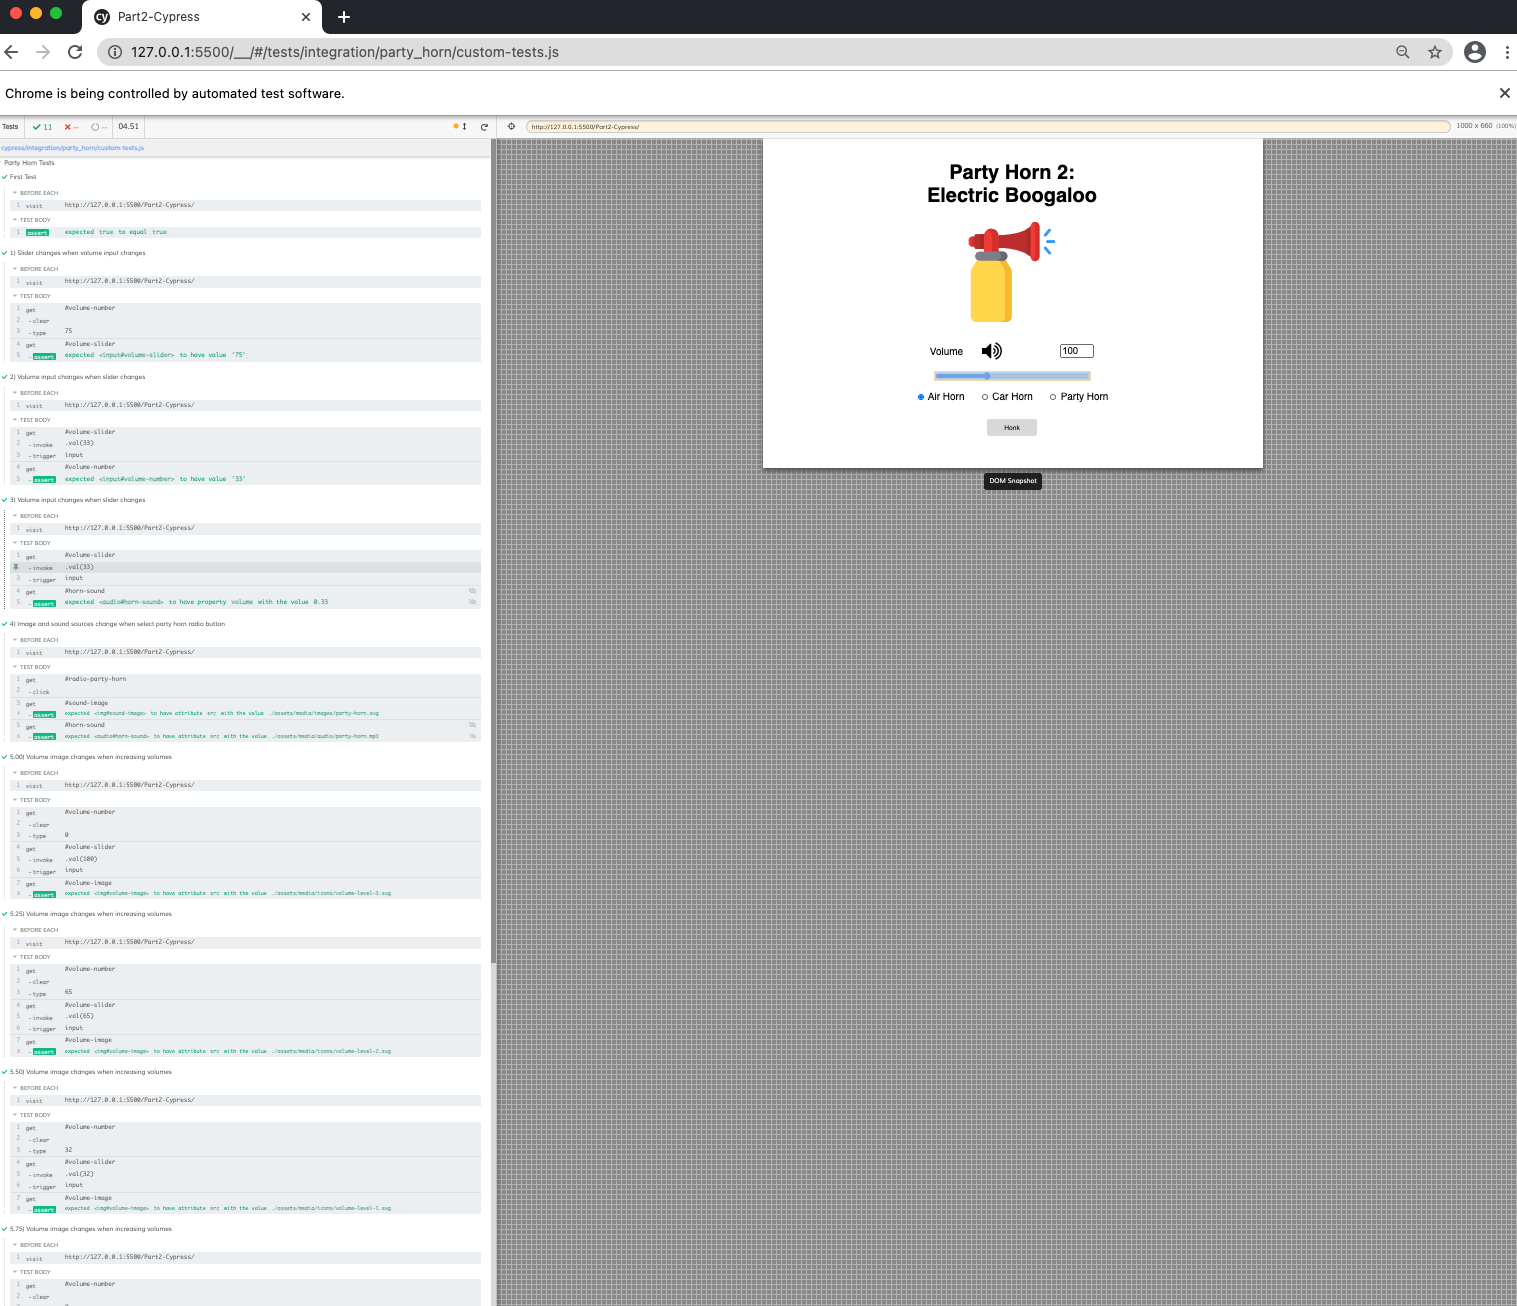 Part2-Cypress
127.0.0.1:5500/__/#/tests/integration/party_horn/custom-tests.js
Chrome is being controlled by automated test software.
Tests 11 -- -- 04.51
http://127.0.0.1:5500/Part2-Cypress/ 1000 x 660 (100%)
cypress/integration/party_horn/custom-tests.js
Party Horn Tests
First Test
BEFORE EACH
1 visit http://127.0.0.1:5500/Part2-Cypress/
TEST BODY
1 assert expected true to equal true
1) Slider changes when volume input changes
BEFORE EACH
1 visit http://127.0.0.1:5500/Part2-Cypress/
TEST BODY
1 get #volume-number
2 -clear
3 -type 75
4 get #volume-slider
5 -assert expected <input#volume-slider> to have value '75'
2) Volume input changes when slider changes
BEFORE EACH
1 visit http://127.0.0.1:5500/Part2-Cypress/
TEST BODY
1 get #volume-slider
2 -invoke .val(33)
3 -trigger input
4 get #volume-number
5 -assert expected <input#volume-number> to have value '33'
3) Volume input changes when slider changes
BEFORE EACH
1 visit http://127.0.0.1:5500/Part2-Cypress/
TEST BODY
1 get #volume-slider
-invoke .val(33)
3 -trigger input
4 get #horn-sound
5 -assert expected <audio#horn-sound> to have property volume with the value 0.33
4) Image and sound sources change when select party horn radio button
BEFORE EACH
1 visit http://127.0.0.1:5500/Part2-Cypress/
TEST BODY
1 get #radio-party-horn
2 -click
3 get #sound-image
4 -assert expected <img#sound-image> to have attribute src with the value ./assets/media/images/party-horn.svg
5 get #horn-sound
6 -assert expected <audio#horn-sound> to have attribute src with the value ./assets/media/audio/party-horn.mp3
5.00) Volume image changes when increasing volumes
BEFORE EACH
1 visit http://127.0.0.1:5500/Part2-Cypress/
TEST BODY
1 get #volume-number
2 -clear
3 -type 0
4 get #volume-slider
5 -invoke .val(100)
6 -trigger input
7 get #volume-image
8 -assert expected <img#volume-image> to have attribute src with the value ./assets/media/icons/volume-level-3.svg
5.25) Volume image changes when increasing volumes
BEFORE EACH
1 visit http://127.0.0.1:5500/Part2-Cypress/
TEST BODY
1 get #volume-number
2 -clear
3 -type 65
4 get #volume-slider
5 -invoke .val(65)
6 -trigger input
7 get #volume-image
8 -assert expected <img#volume-image> to have attribute src with the value ./assets/media/icons/volume-level-2.svg
5.50) Volume image changes when increasing volumes
BEFORE EACH
1 visit http://127.0.0.1:5500/Part2-Cypress/
TEST BODY
1 get #volume-number
2 -clear
3 -type 32
4 get #volume-slider
5 -invoke .val(32)
6 -trigger input
7 get #volume-image
8 -assert expected <img#volume-image> to have attribute src with the value ./assets/media/icons/volume-level-1.svg
5.75) Volume image changes when increasing volumes
BEFORE EACH
1 visit http://127.0.0.1:5500/Part2-Cypress/
TEST BODY
1 get #volume-number
2 -clear
Party Horn 2:
Electric Boogaloo
Volume 100
Air Horn Car Horn Party Horn
Honk
DOM Snapshot